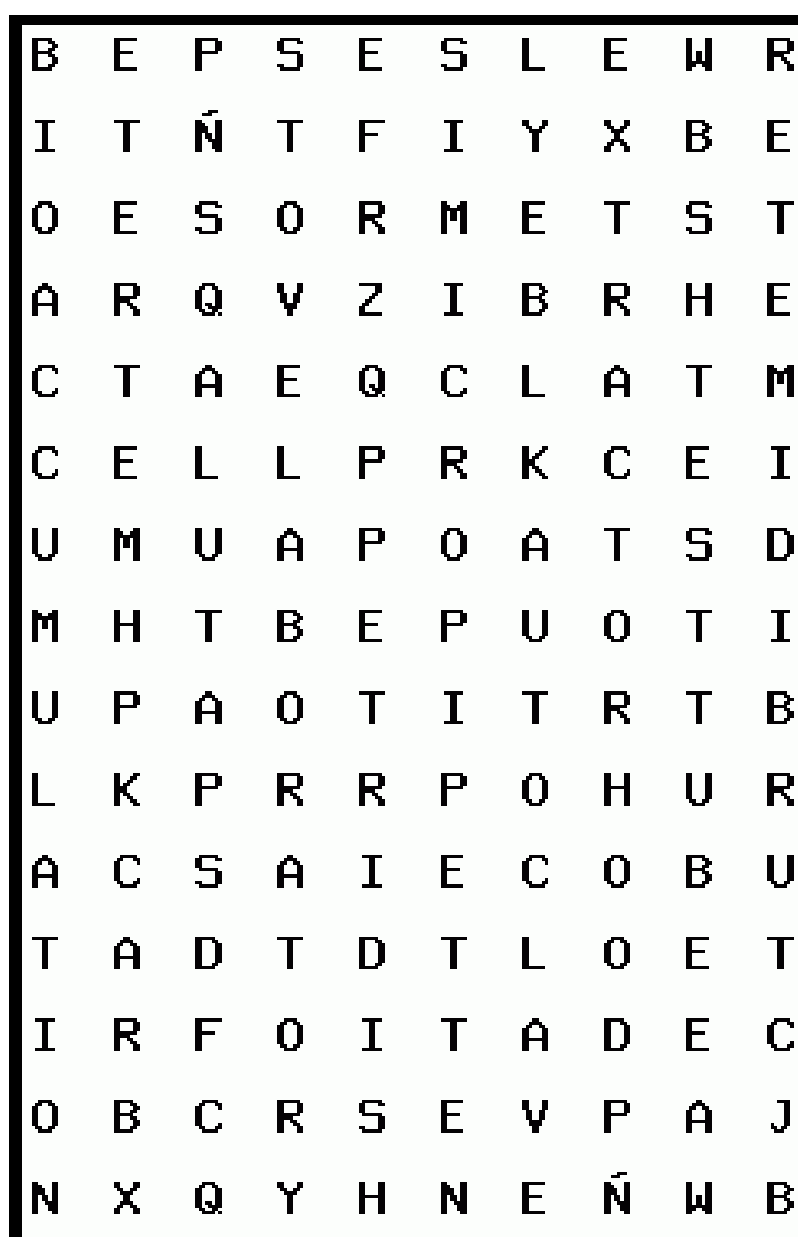 B E P S E S L E W R
I T Ñ T F I Y X B E
O E S O R M E T S T
A R Q V Z I B R H E
C T A E Q C L A T M
C E L L P R K C E I
U M U A P O A T S D
M H T B E P U O T I
U P A O T I T R T B
L K P R R P O H U R
A C S A I E C O B U
T A D T D T L O E T
I R F O I T A D E C
O B C R S E V P A J
N X Q Y H N E Ñ W B